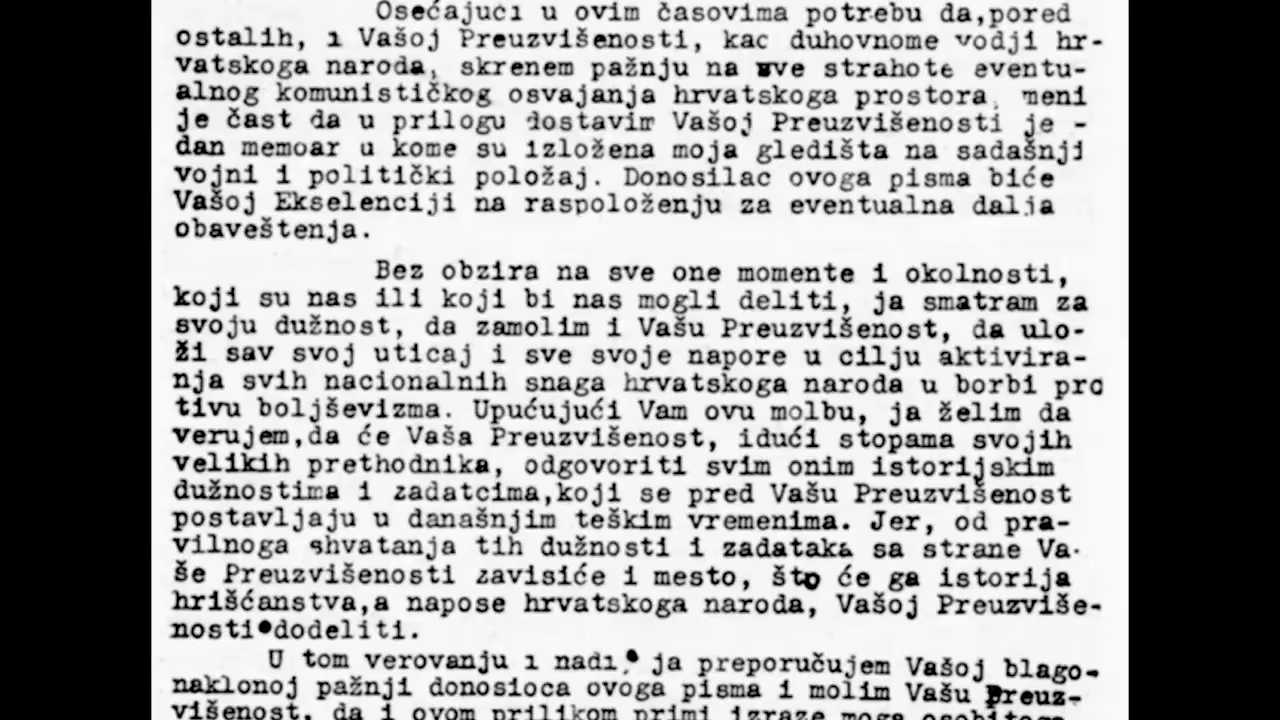 Osećajući u ovim časovima potrebu da,pored
ostalih, i Vašoj Preuzvišenosti, kao duhovnome vodji hr-
vatskoga naroda, skrenem pažnju na sve strahote eventu-
alnog komunističkog osvajanja hrvatskoga prostora, meni
je čast da u prilogu dostavim Vašoj Preuzvišenosti je -
dan memoar u kome su izložena moja gledišta na sadašnji
vojni i politički položaj. Donosilac ovoga pisma biće
Vašoj Ekselenciji na raspoloženju za eventualna dalja
obaveštenja.
Bez obzira na sve one momente i okolnosti,
koji su nas ili koji bi nas mogli deliti, ja smatram za
svoju dužnost, da zamolim i Vašu Preuzvišenost, da ulo-
ži sav svoj uticaj i sve svoje napore u cilju aktivira-
nja svih nacionalnih snaga hrvatskoga naroda u borbi pro
tivu boljševizma. Upućujući Vam ovu molbu, ja želim da
verujem,da će Vaša Preuzvišenost, idući stopama svojih
velikih prethodnika, odgovoriti svim onim istorijskim
dužnostima i zadatcima,koji se pred Vašu Preuzvišenost
postavljaju u današnjim teškim vremenima. Jer, od pra-
vilnoga shvatanja tih dužnosti i zadataka sa strane Va-
še Preuzvišenosti zavisiće i mesto, što će ga istorija
hrišćanstva,a napose hrvatskoga naroda, Vašoj Preuzviše-
nosti dodeliti.
U tom verovanju i nadi, ja preporučujem Vašoj blago-
naklonoj pažnji donosioca ovoga pisma i molim Vašu Preuz-
višenost, da i ovom prilikom primi izraze moga osobitoga